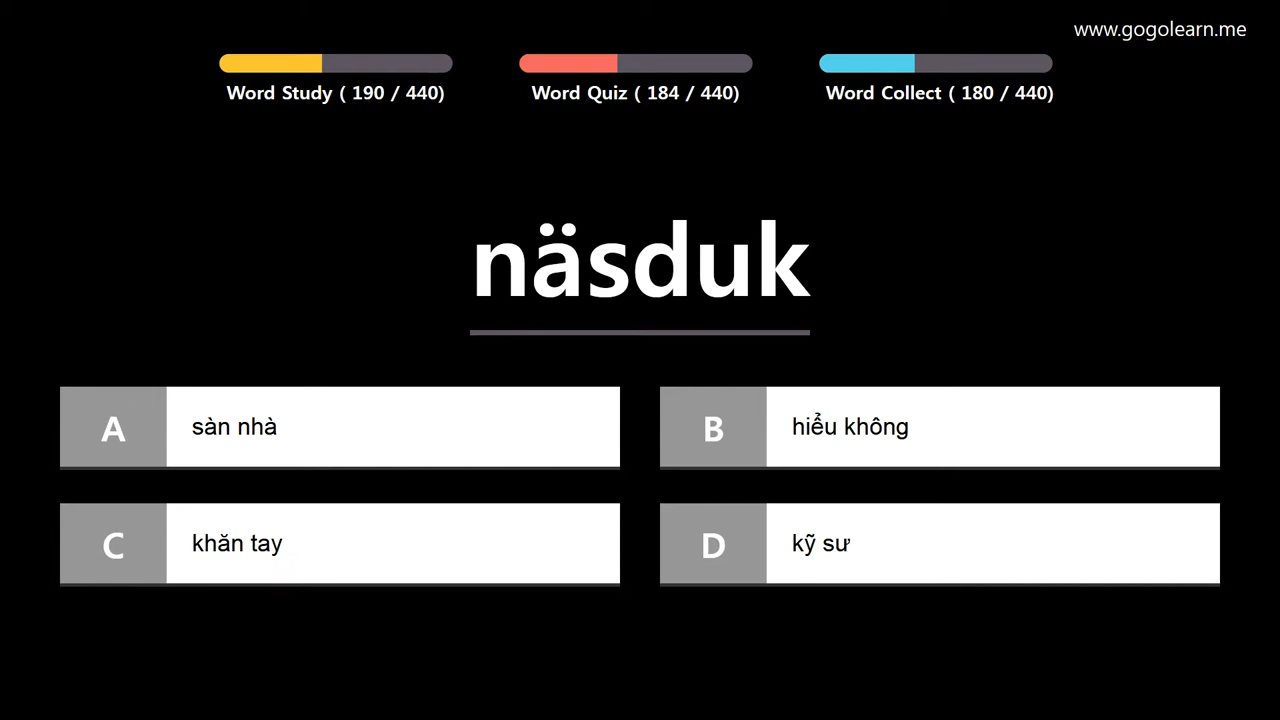 www.gogolearn.me
Word Study ( 190 / 440)
Word Quiz ( 184 / 440)
Word Collect ( 180 / 440)
näsduk
A sàn nhà
B hiểu không
C khăn tay
D kỹ sư